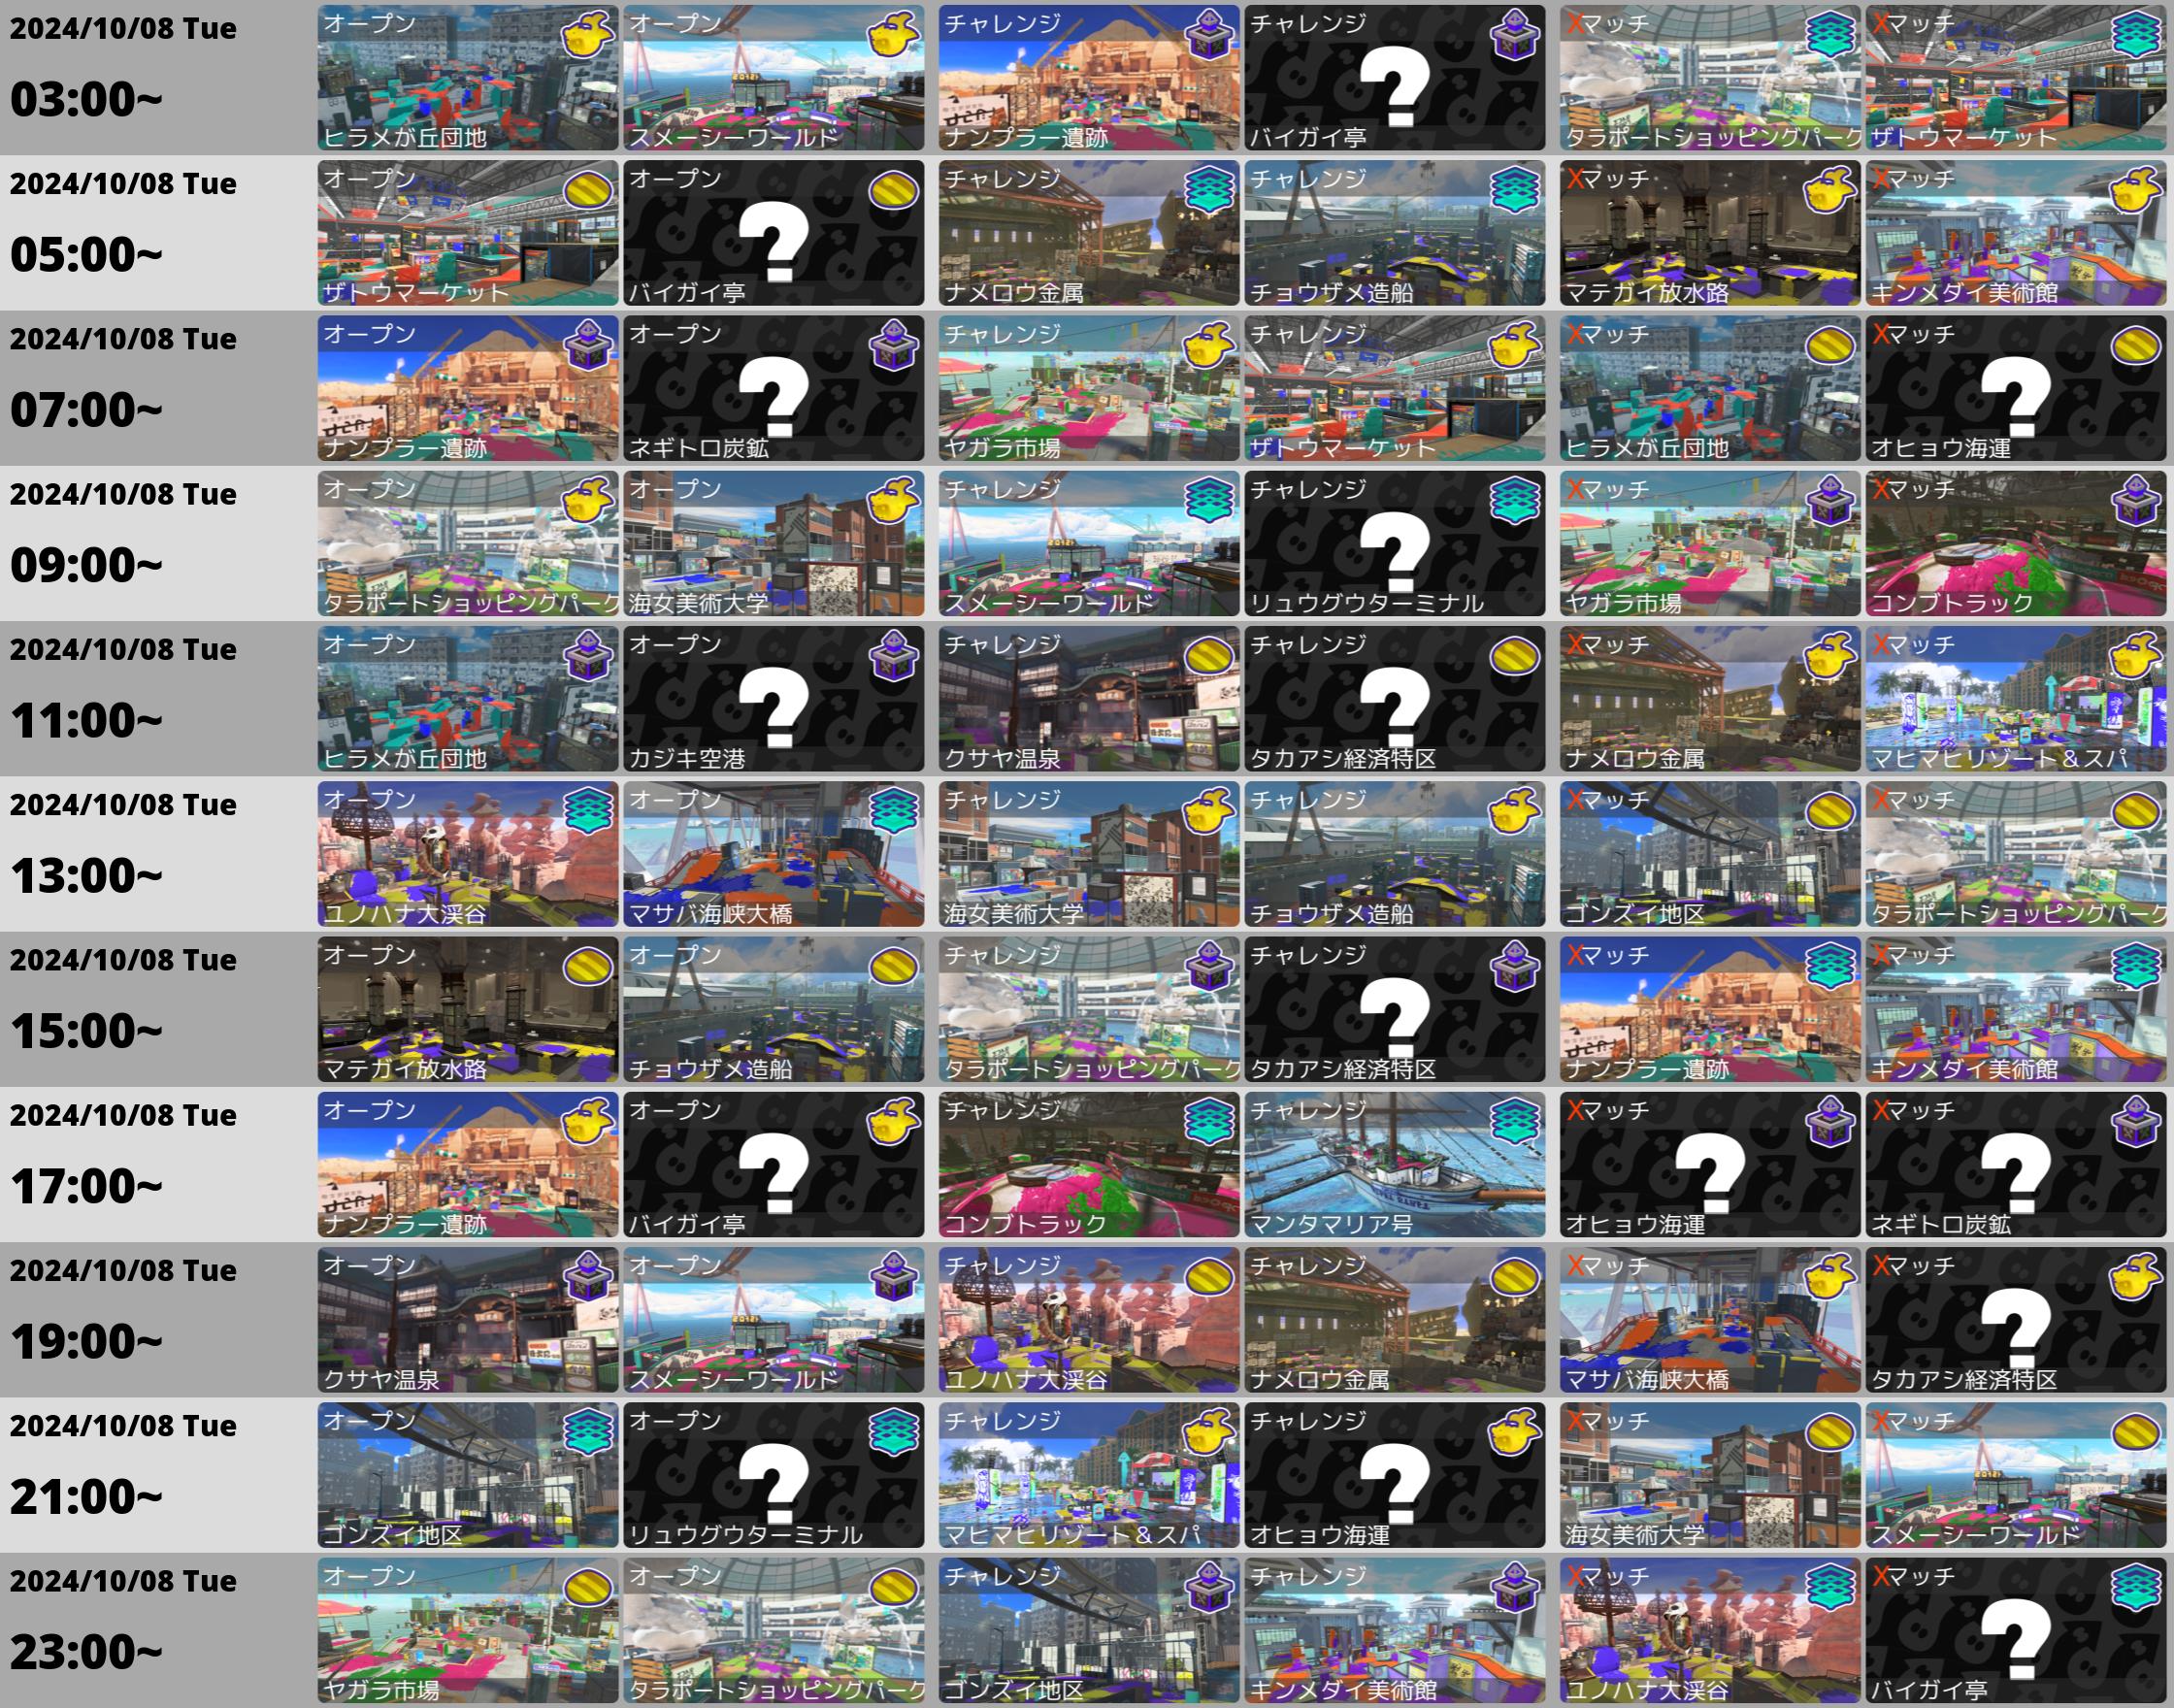 2024/10/08 Tue
03:00~
オープン
ヒラメが丘団地
オープン
スメーシーワールド
チャレンジ
ナンプラー遺跡
チャレンジ
?
バイガイ亭
Xマッチ
タラポートショッピングパーク
Xマッチ
ザトウマーケット
2024/10/08 Tue
05:00~
オープン
ザトウマーケット
オープン
?
バイガイ亭
チャレンジ
ナメロウ金属
チャレンジ
チョウザメ造船
Xマッチ
マテガイ放水路
Xマッチ
キンメダイ美術館
2024/10/08 Tue
07:00~
オープン
ナンプラー遺跡
オープン
?
ネギトロ炭鉱
チャレンジ
ヤガラ市場
チャレンジ
ザトウマーケット
Xマッチ
ヒラメが丘団地
Xマッチ
?
オヒョウ海運
2024/10/08 Tue
09:00~
オープン
タラポートショッピングパーク
オープン
海女美術大学
チャレンジ
スメーシーワールド
チャレンジ
?
リュウグウターミナル
Xマッチ
ヤガラ市場
Xマッチ
コンブトラック
2024/10/08 Tue
11:00~
オープン
ヒラメが丘団地
オープン
?
カジキ空港
チャレンジ
クサヤ温泉
チャレンジ
?
タカアシ経済特区
Xマッチ
ナメロウ金属
Xマッチ
マヒマヒリゾート&スパ
2024/10/08 Tue
13:00~
オープン
ユノハナ大渓谷
オープン
マサバ海峡大橋
チャレンジ
海女美術大学
チャレンジ
チョウザメ造船
Xマッチ
ゴンズイ地区
Xマッチ
タラポートショッピングパーク
2024/10/08 Tue
15:00~
オープン
マテガイ放水路
オープン
チョウザメ造船
チャレンジ
タラポートショッピングパーク
チャレンジ
?
タカアシ経済特区
Xマッチ
ナンプラー遺跡
Xマッチ
キンメダイ美術館
2024/10/08 Tue
17:00~
オープン
ナンプラー遺跡
オープン
?
バイガイ亭
チャレンジ
コンブトラック
チャレンジ
マンタマリア号
Xマッチ
?
オヒョウ海運
Xマッチ
?
ネギトロ炭鉱
2024/10/08 Tue
19:00~
オープン
クサヤ温泉
オープン
スメーシーワールド
チャレンジ
ユノハナ大渓谷
チャレンジ
ナメロウ金属
Xマッチ
マサバ海峡大橋
Xマッチ
?
タカアシ経済特区
2024/10/08 Tue
21:00~
オープン
ゴンズイ地区
オープン
?
リュウグウターミナル
チャレンジ
マヒマヒリゾート&スパ
チャレンジ
?
オヒョウ海運
Xマッチ
海女美術大学
Xマッチ
スメーシーワールド
2024/10/08 Tue
23:00~
オープン
ヤガラ市場
オープン
タラポートショッピングパーク
チャレンジ
ゴンズイ地区
チャレンジ
キンメダイ美術館
Xマッチ
ユノハナ大渓谷
Xマッチ
?
バイガイ亭